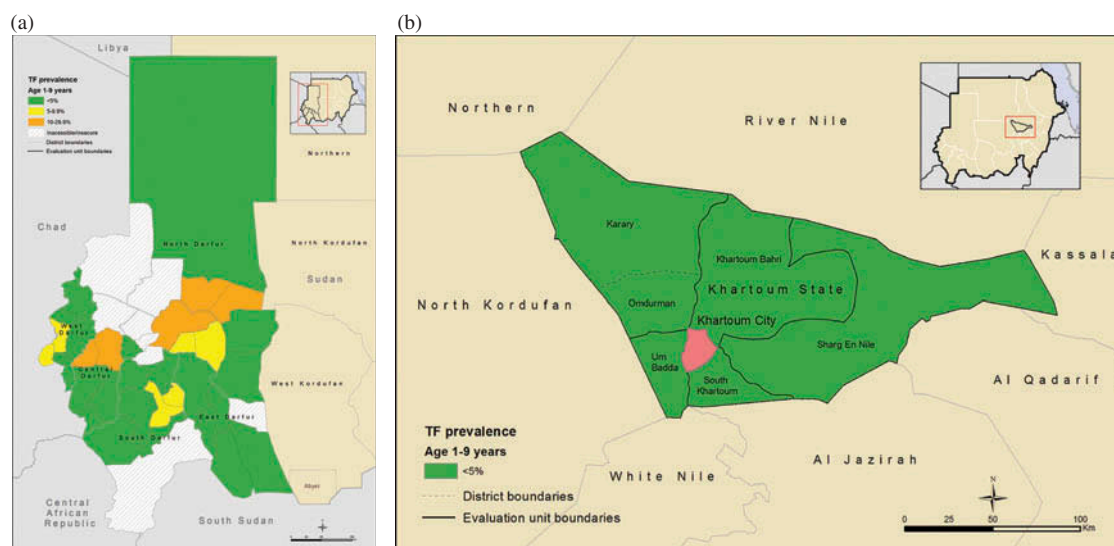 (a)
Libya
TF prevalence
Age 1-9 years
<5%
5-9.9%
10-29.9%
Inaccessible/insecure
District boundaries
Evaluation unit boundaries
Northern
Chad
North Darfur
North Kordufan
Sudan
West
Darfur
Central
Darfur
West Kordufan
East Darfur
South Darfur
Abyei
Central
African
Republic
South Sudan
(b)
Northern
River Nile
Karary
Kassala
Khartoum Bahri
North Kordufan
Khartoum State
Omdurman
Khartoum City
Sharg En Nile
Um
Badda
South
Khartoum
Al Qadarif
TF prevalence
Age 1-9 years
<5%
District boundaries
Evaluation unit boundaries
White Nile
Al Jazirah
N
0 25 50 100
Km